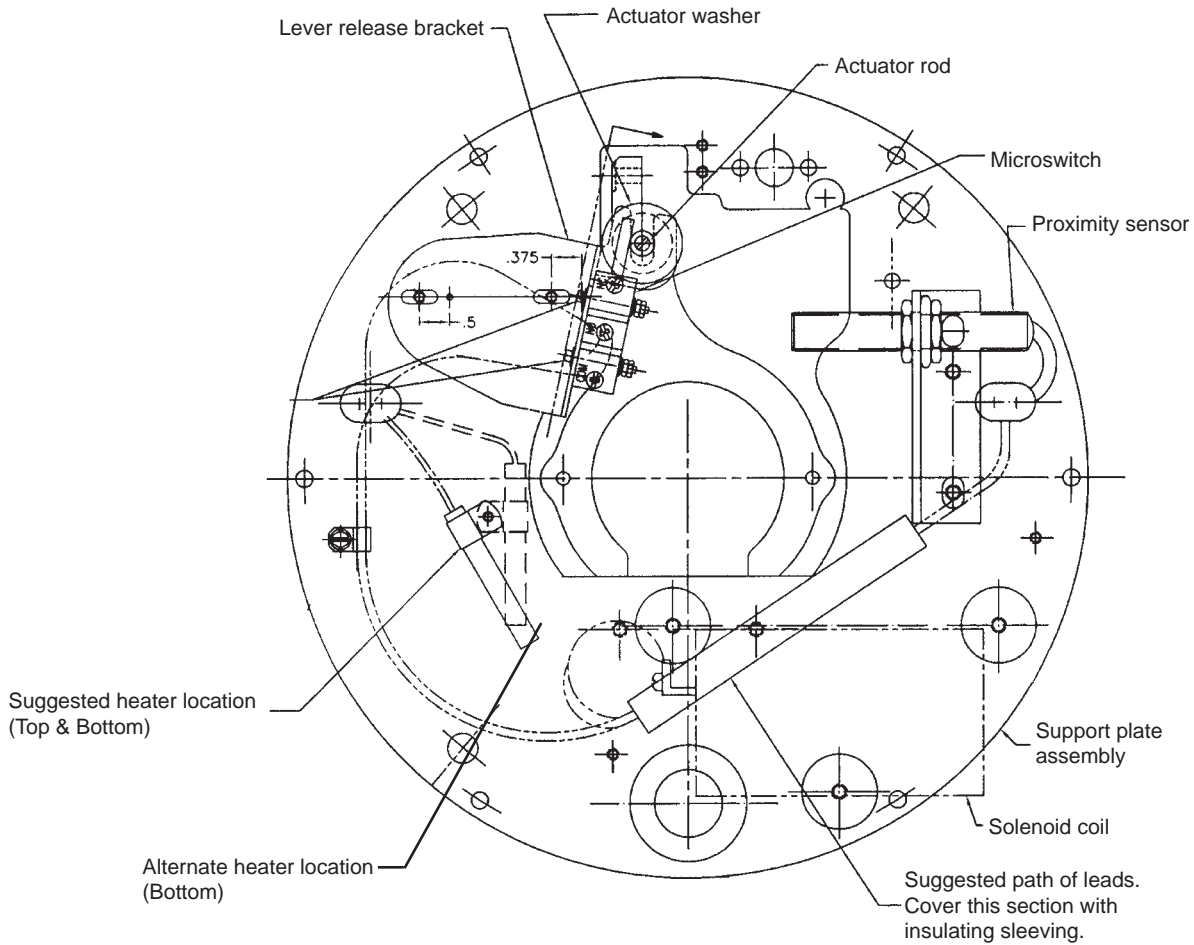 Actuator washer
Lever release bracket
Actuator rod
Microswitch
Proximity sensor
.375
.5
Suggested heater location
(Top & Bottom)
Support plate
assembly
Solenoid coil
Alternate heater location
(Bottom)
Suggested path of leads.
Cover this section with
insulating sleeving.